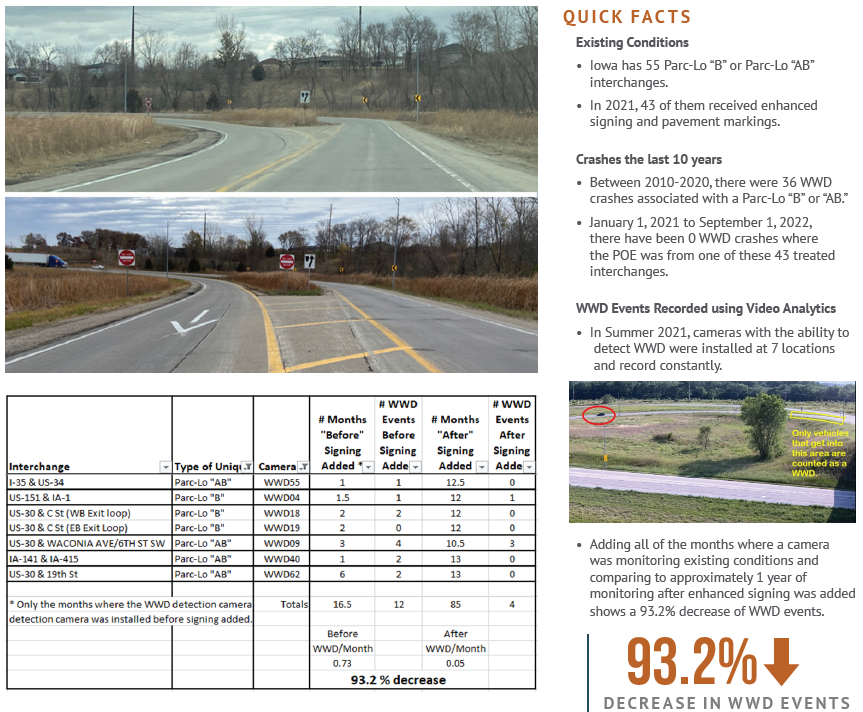 QUICK FACTS
Existing Conditions
• Iowa has 55 Parc-Lo “B” or Parc-Lo “AB”
interchanges.
• In 2021, 43 of them received enhanced
signing and pavement markings.
Crashes the last 10 years
• Between 2010-2020, there were 36 WWD
crashes associated with a Parc-Lo “B” or “AB.”
• January 1, 2021 to September 1, 2022,
there have been 0 WWD crashes where
the POE was from one of these 43 treated
interchanges.
WWD Events Recorded using Video Analytics
• In Summer 2021, cameras with the ability to
detect WWD were installed at 7 locations
and record constantly.
Only vehicles
that get into
this area are
counted as a
WWD.
• Adding all of the months where a camera
was monitoring existing conditions and
comparing to approximately 1 year of
monitoring after enhanced signing was added
shows a 93.2% decrease of WWD events.
93.2%
DECREASE IN WWD EVENTS
Interchange Type of Uniq Camera # Months "Before" Signing Added * # WWD Events Before Signing Adde # Months "After" Signing Added # WWD Events After Signing Adde
I-35 & US-34 Parc-Lo "AB" WWD55 1 1 12.5 0
US-151 & IA-1 Parc-Lo "B" WWD04 1.5 1 12 1
US-30 & C St (WB Exit loop) Parc-Lo "B" WWD18 2 2 12 0
US-30 & C St (EB Exit Loop) Parc-Lo "B" WWD19 2 0 12 0
US-30 & WACONIA AVE/6TH ST SW Parc-Lo "AB" WWD09 3 4 10.5 3
IA-141 & IA-415 Parc-Lo "AB" WWD40 1 2 13 0
US-30 & 19th St Parc-Lo "AB" WWD62 6 2 13 0
* Only the months where the WWD detection camera Totals 16.5 12 85 4
detection camera was installed before signing added.
Before After
WWD/Month WWD/Month
0.73 0.05
93.2 % decrease